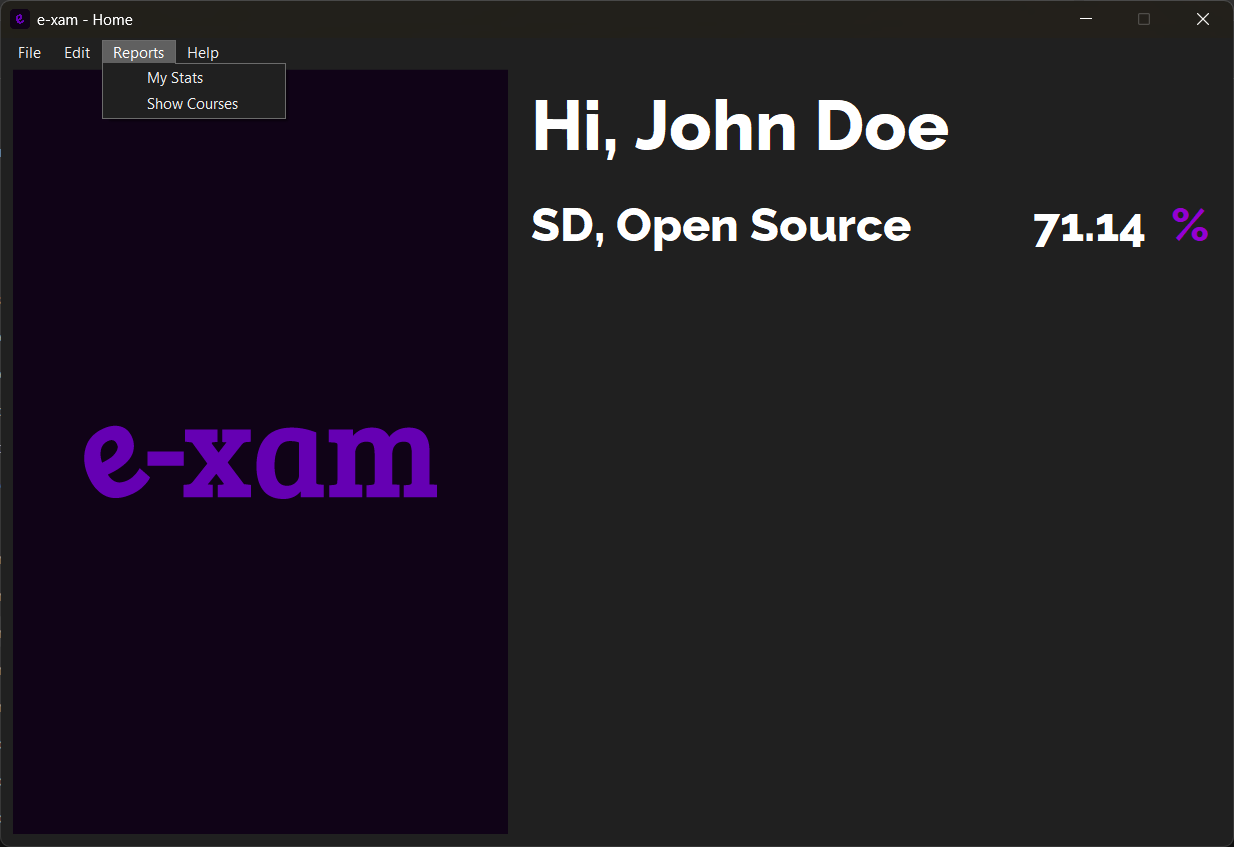 e e-xam - Home
File Edit Reports Help
My Stats
Show Courses
Hi, John Doe
SD, Open Source 71.14 %
e-xam